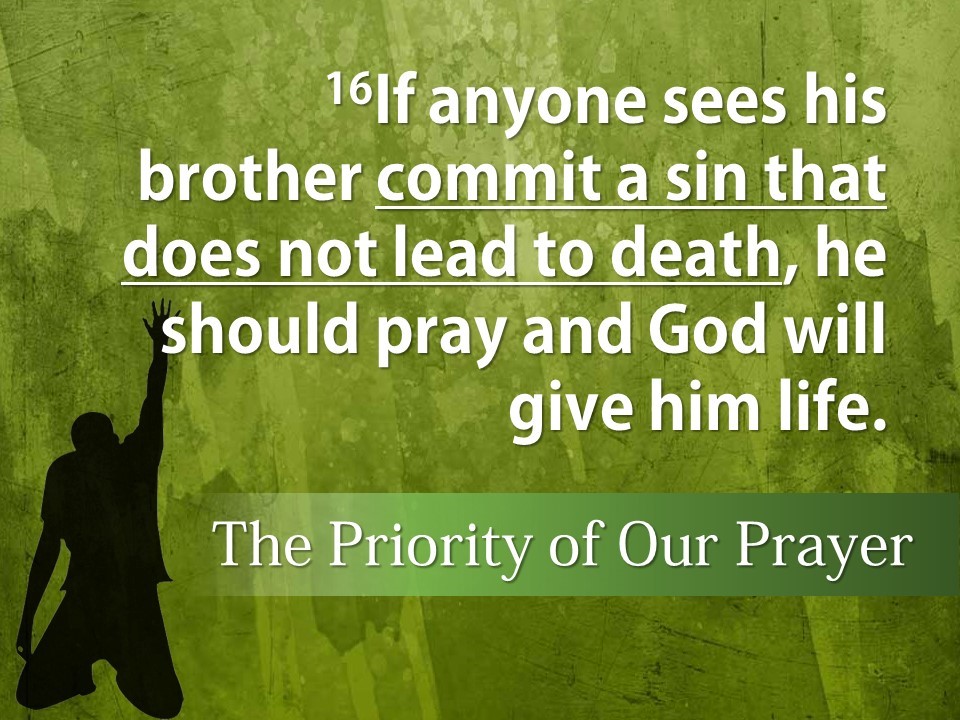 16If anyone sees his
brother commit a sin that
does not lead to death, he
should pray and God will
give him life.
The Priority of Our Prayer